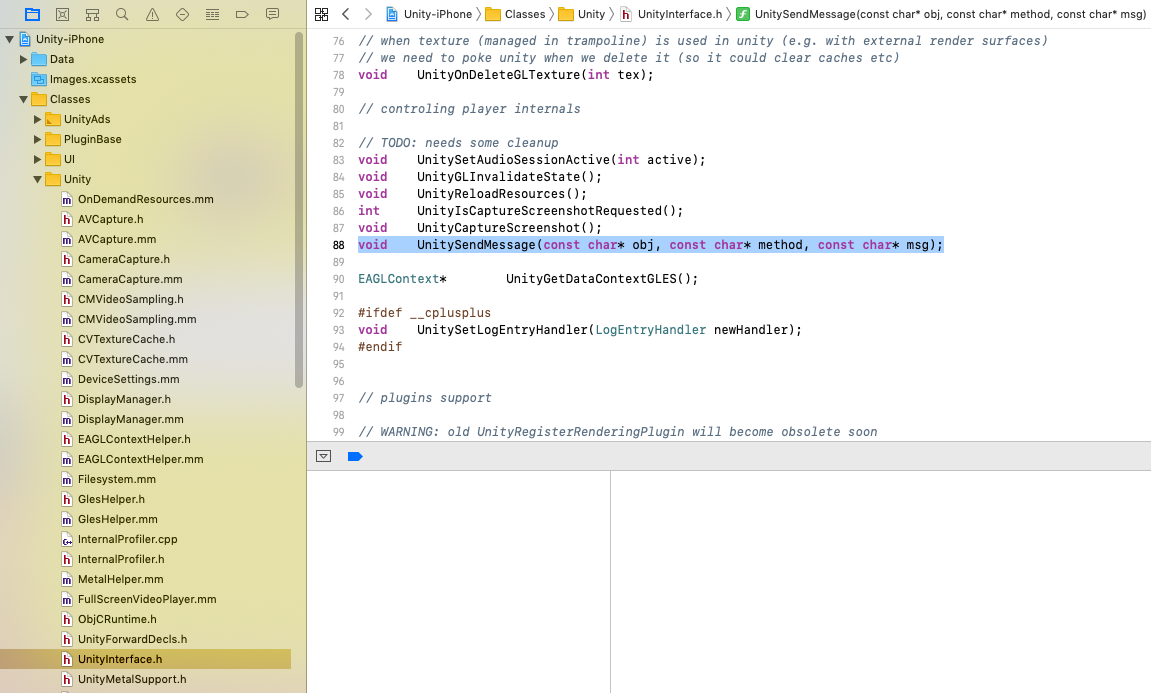 Unity-iPhone
Data
Images.xcassets
Classes
UnityAds
PluginBase
UI
Unity
OnDemandResources.mm
AVCapture.h
AVCapture.mm
CameraCapture.h
CameraCapture.mm
CMVideoSampling.h
CMVideoSampling.mm
CVTextureCache.h
CVTextureCache.mm
DeviceSettings.mm
DisplayManager.h
DisplayManager.mm
EAGLContextHelper.h
EAGLContextHelper.mm
Filesystem.mm
GlesHelper.h
GlesHelper.mm
InternalProfiler.cpp
InternalProfiler.h
MetalHelper.mm
FullScreenVideoPlayer.mm
ObjCRuntime.h
UnityForwardDecls.h
UnityInterface.h
UnityMetalSupport.h
Unity-iPhone 〉 Classes 〉 Unity 〉 h UnityInterface.h 〉 f UnitySendMessage(const char* obj, const char* method, const char* msg)
76 // when texture (managed in trampoline) is used in unity (e.g. with external render surfaces)
77 // we need to poke unity when we delete it (so it could clear caches etc)
78 void    UnityOnDeleteGLTexture(int tex);
79
80 // controling player internals
81
82 // TODO: needs some cleanup
83 void    UnitySetAudioSessionActive(int active);
84 void    UnityGLInvalidateState();
85 void    UnityReloadResources();
86 int     UnityIsCaptureScreenshotRequested();
87 void    UnityCaptureScreenshot();
88 void    UnitySendMessage(const char* obj, const char* method, const char* msg);
89
90 EAGLContext*        UnityGetDataContextGLES();
91
92 #ifdef __cplusplus
93 void    UnitySetLogEntryHandler(LogEntryHandler newHandler);
94 #endif
95
96
97 // plugins support
98
99 // WARNING: old UnityRegisterRenderingPlugin will become obsolete soon